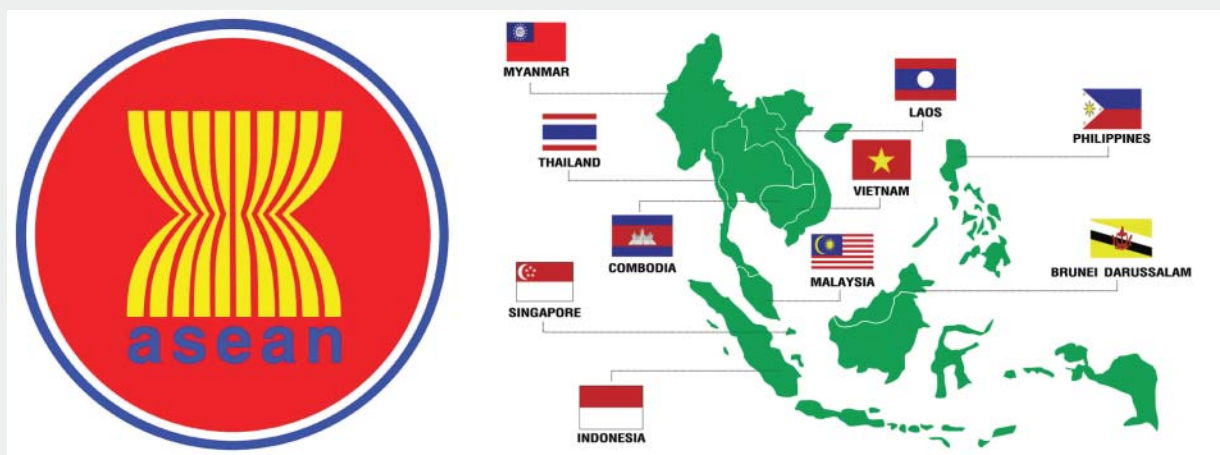 asean
MYANMAR
LAOS
PHILIPPINES
THAILAND
VIETNAM
COMBODIA
MALAYSIA
BRUNEI DARUSSALAM
SINGAPORE
INDONESIA